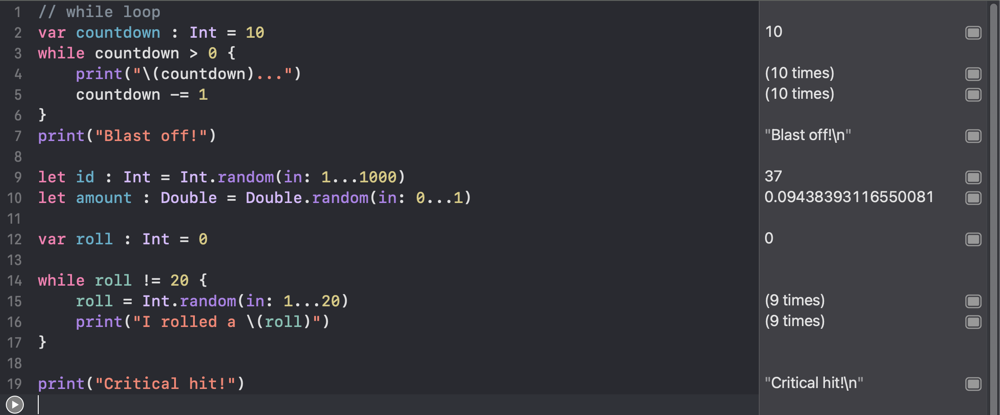 1 // while loop
2 var countdown : Int = 10 10
3 while countdown > 0 {
4 print("\(countdown)...") (10 times)
5 countdown -= 1 (10 times)
6 }
7 print("Blast off!") "Blast off!\n"
8
9 let id : Int = Int.random(in: 1...1000) 37
10 let amount : Double = Double.random(in: 0...1) 0.09438393116550081
11
12 var roll : Int = 0 0
13
14 while roll != 20 {
15 roll = Int.random(in: 1...20) (9 times)
16 print("I rolled a \(roll)") (9 times)
17 }
18
19 print("Critical hit!") "Critical hit!\n"